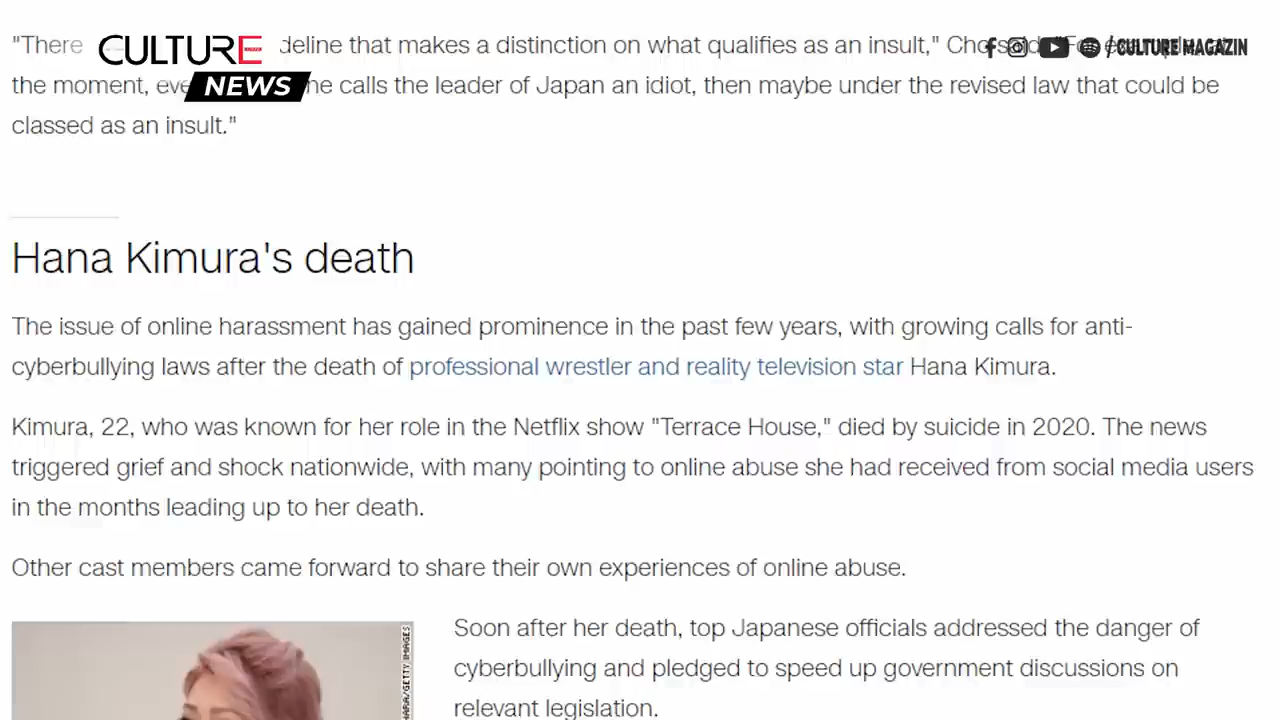 "There
CULTURE
NEWS
deline that makes a distinction on what qualifies as an insult,"
/CULTURE MAGAZIN
the moment,
he calls the leader of Japan an idiot, then maybe under the revised law that could be
classed as an insult."
Hana Kimura's death
The issue of online harassment has gained prominence in the past few years, with growing calls for anti-
cyberbullying laws after the death of professional wrestler and reality television star Hana Kimura.
Kimura, 22, who was known for her role in the Netflix show "Terrace House," died by suicide in 2020. The news
triggered grief and shock nationwide, with many pointing to online abuse she had received from social media users
in the months leading up to her death.
Other cast members came forward to share their own experiences of online abuse.
Soon after her death, top Japanese officials addressed the danger of
cyberbullying and pledged to speed up government discussions on
relevant legislation.
/GETTY IMAGES